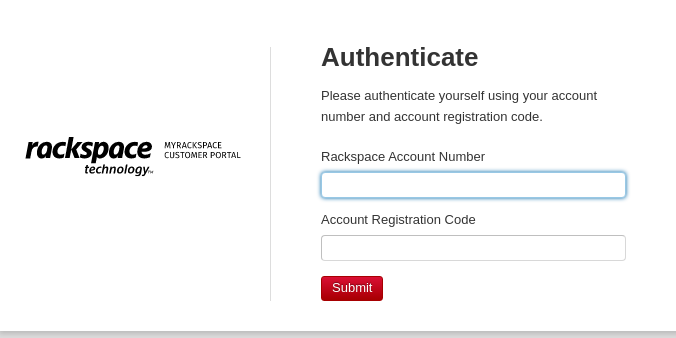 rackspace
technology™
MYRACKSPACE
CUSTOMER PORTAL
Authenticate
Please authenticate yourself using your account
number and account registration code.
Rackspace Account Number
Account Registration Code
Submit